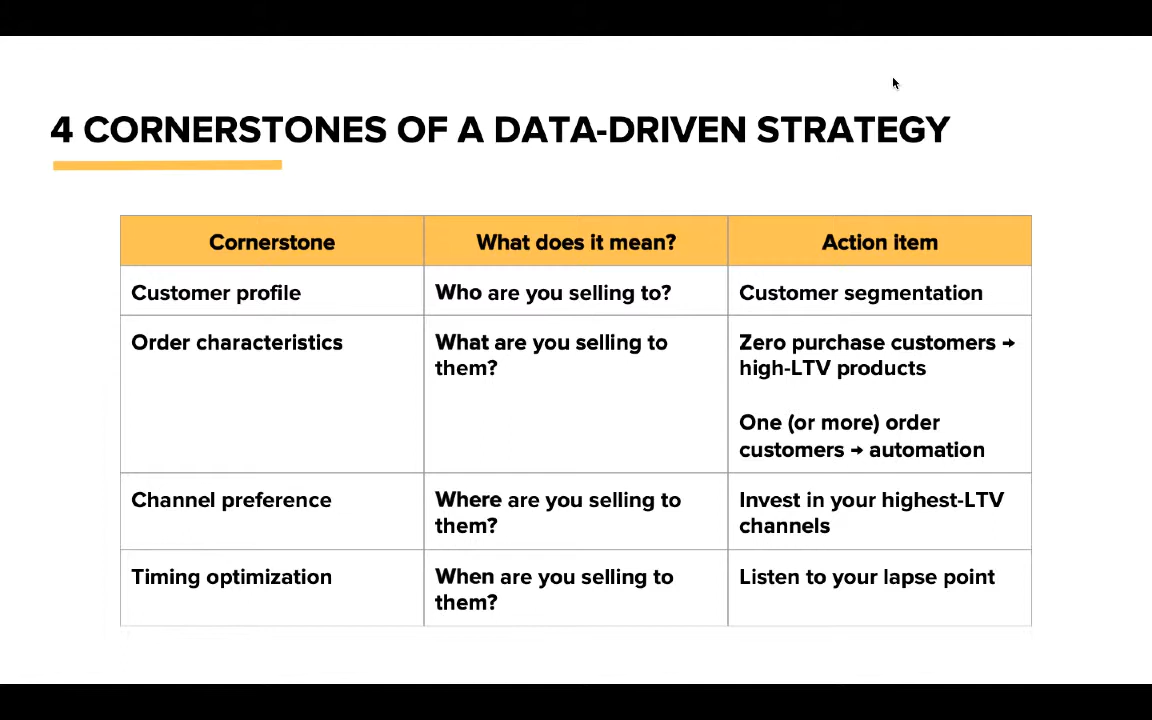 4 CORNERSTONES OF A DATA-DRIVEN STRATEGY
Cornerstone
What does it mean?
Action item
Customer profile
Who are you selling to?
Customer segmentation
Order characteristics
What are you selling to
them?
Zero purchase customers →
high-LTV products
One (or more) order
customers → automation
Channel preference
Where are you selling to
them?
Invest in your highest-LTV
channels
Timing optimization
When are you selling to
them?
Listen to your lapse point